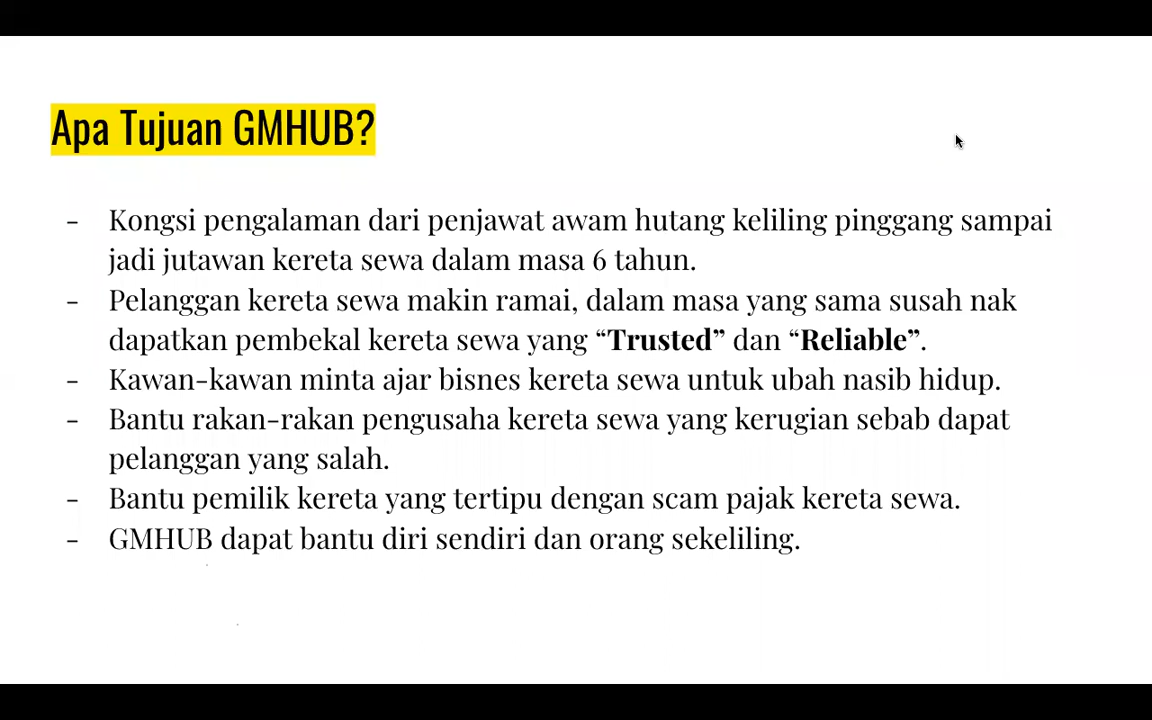 Apa Tujuan GMHUB?
- Kongsi pengalaman dari penjawat awam hutang keliling pinggang sampai
jadi jutawan kereta sewa dalam masa 6 tahun.
- Pelanggan kereta sewa makin ramai, dalam masa yang sama susah nak
dapatkan pembekal kereta sewa yang “Trusted” dan “Reliable”.
- Kawan-kawan minta ajar bisnes kereta sewa untuk ubah nasib hidup.
- Bantu rakan-rakan pengusaha kereta sewa yang kerugian sebab dapat
pelanggan yang salah.
- Bantu pemilik kereta yang tertipu dengan scam pajak kereta sewa.
- GMHUB dapat bantu diri sendiri dan orang sekeliling.